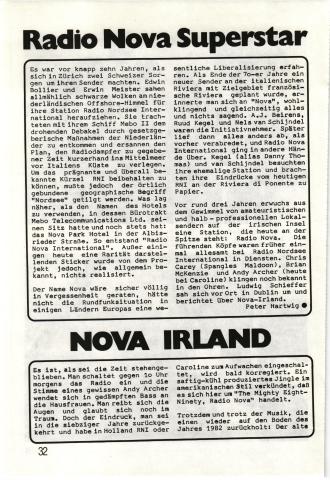 Radio Nova Superstar
Es war vor knapp zehn Jahren, als
sich in Zürich zwei Schweizer Sor-
gen um ihren Sender machten. Edwin
Bollier und Erwin Meister sahen
allmählich schwarze Wolken am nie-
derländischen Offshore-Himmel für
ihre Station Radio Nordsee Inter-
national heraufziehen. Sie trach-
teten mit ihrem Schiff Mebo II dem
drohenden Debakel durch gesetzge-
berische Maßnahmen der Niederlän-
der zu entkommen und ersannen den
Plan, den Radiodampfer zu gegebe-
ner Zeit kurzerhand ins Mittelmeer
vor Italiens Küste zu verlegen.
Um das prägnante und überall be-
kannte Kürzel RNI beibehalten zu
können, mußte jedoch der örtlich
gebundene geographische Begriff
"Nordsee" getilgt werden. Was lag
näher, als den Namen des Hotels
zu verwenden, in dessen Bürotrakt
Mebo Telecommunications Ltd. sei-
nen Sitz hatte und noch stets hat:
das Nova Park Hotel in der Albis-
rieder Straße. So entstand "Radio
Nova International". Außer eini-
gen heute eine Rarität darstel-
lenden Sticker wurde von dem Pro-
jekt jedoch, wie allgemein be-
kannt, nichts realisiert.
Der Name Nova wäre sicher völlig
in Vergessenheit geraten, hätte
nicht die Rundfunksituation in
einigen Ländern Europas eine we-
sentliche Liberalisierung erfah-
ren. Als Ende der 70-er Jahre ein
neuer Sender an der italienischen
Riviera mit Zielgebiet französi-
sche Riviera geplant wurde, er-
innerte man sich an "Nova", wohl-
klingend und gleichzeitig alles
und nichts sagend. A.J. Beirens,
Ruud Kegel und Mels van Schijndel
waren die Initiativnehmer. Später
lief dann alles anders ab, als
vorher verabredet, und Radio Nova
International ging in andere Hän-
de über, Kegel (alias Danny Tho-
mas) und van Schijndel besuchten
ihre ehemalige Station und brach-
ten ihre Eindrücke vom heutigen
RNI an der Riviera di Ponente zu
Papier.
Vor rund drei Jahren erwuchs aus
dem Gewimmel von amateuristischen
und halb - professionellen Lokal-
sendern auf der irischen Insel
eine Station, die heute an der
Spitze steht: Radio Nova. Die
führenden Köpfe waren früher ein-
mal allesamt bei Radio Nordsee
International in Diensten. Chris
Carey (Spangles Maldoon), Brian
McKenzie und Andy Archer (heute
bei Caroline) klingen noch bekannt
in den Ohren. Ludwig Schieffer
sah sich vor Ort in Dublin um und
berichtet über Nova-Irland.
Peter Hartwig
NOVA IRLAND
Es ist, als sei die Zeit stehenge-
blieben. Man schaltet gegen 10 Uhr
morgens das Radio ein und die
Stimme eines gewissen Andy Archer
wendet sich in gedämpften Bass an
die Hausfrauen. Man reibt sich die
Augen und glaubt sich noch im
Traum. Doch der Eindruck, man sei
in die siebziger Jahre zurückge-
kehrt und habe in Holland RNI oder
Caroline zum Aufwachen eingeschal-
tet, wird bald korregiert. Ein
zaftig-kühl produziertes Jingle im
amerikanischen Stil verkündet, daß
es sich hier um "The Mighty Eight-
Ninety, Radio Nova" handelt.
Trotzdem und trotz der Musik, die
einen wieder auf den Boden des
Jahres 1982 zurückholt: Der alte
32